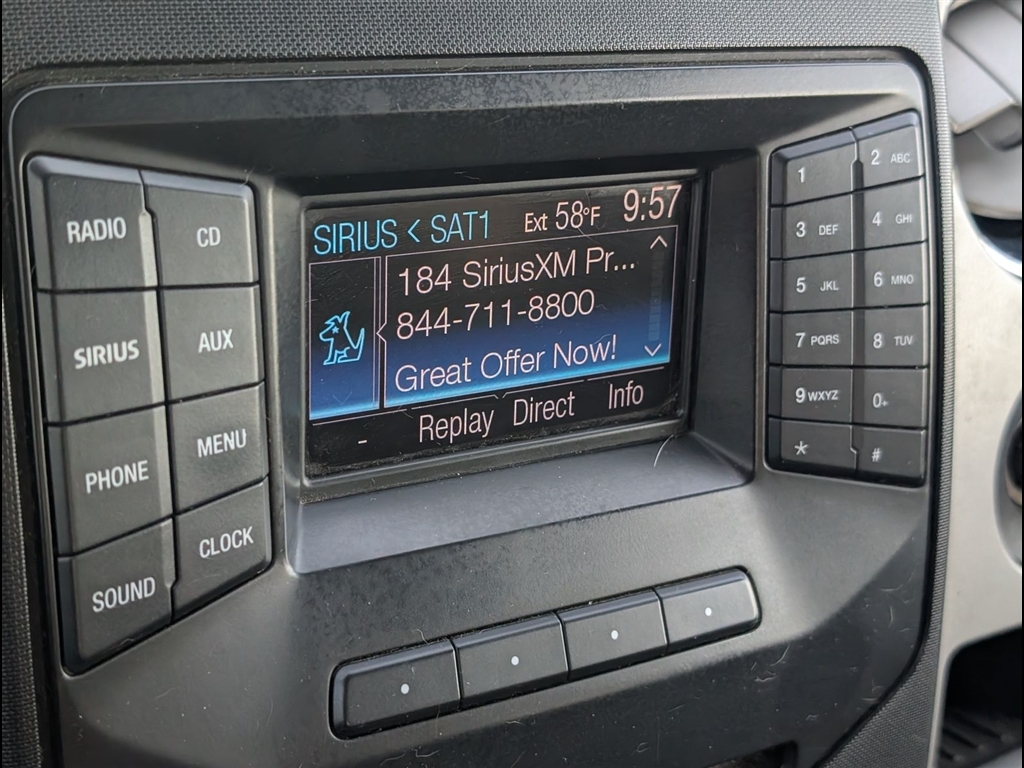 SIRIUS < SAT1 Ext 58°F 9:57
184 SiriusXM Pr...
844-711-8800
Great Offer Now!
- Replay Direct Info
RADIO CD
SIRIUS AUX
PHONE MENU
SOUND CLOCK
1 2 ABC
3 DEF 4 GHI
5 JKL 6 MNO
7 PQRS 8 TUV
9 WXYZ 0+
* #